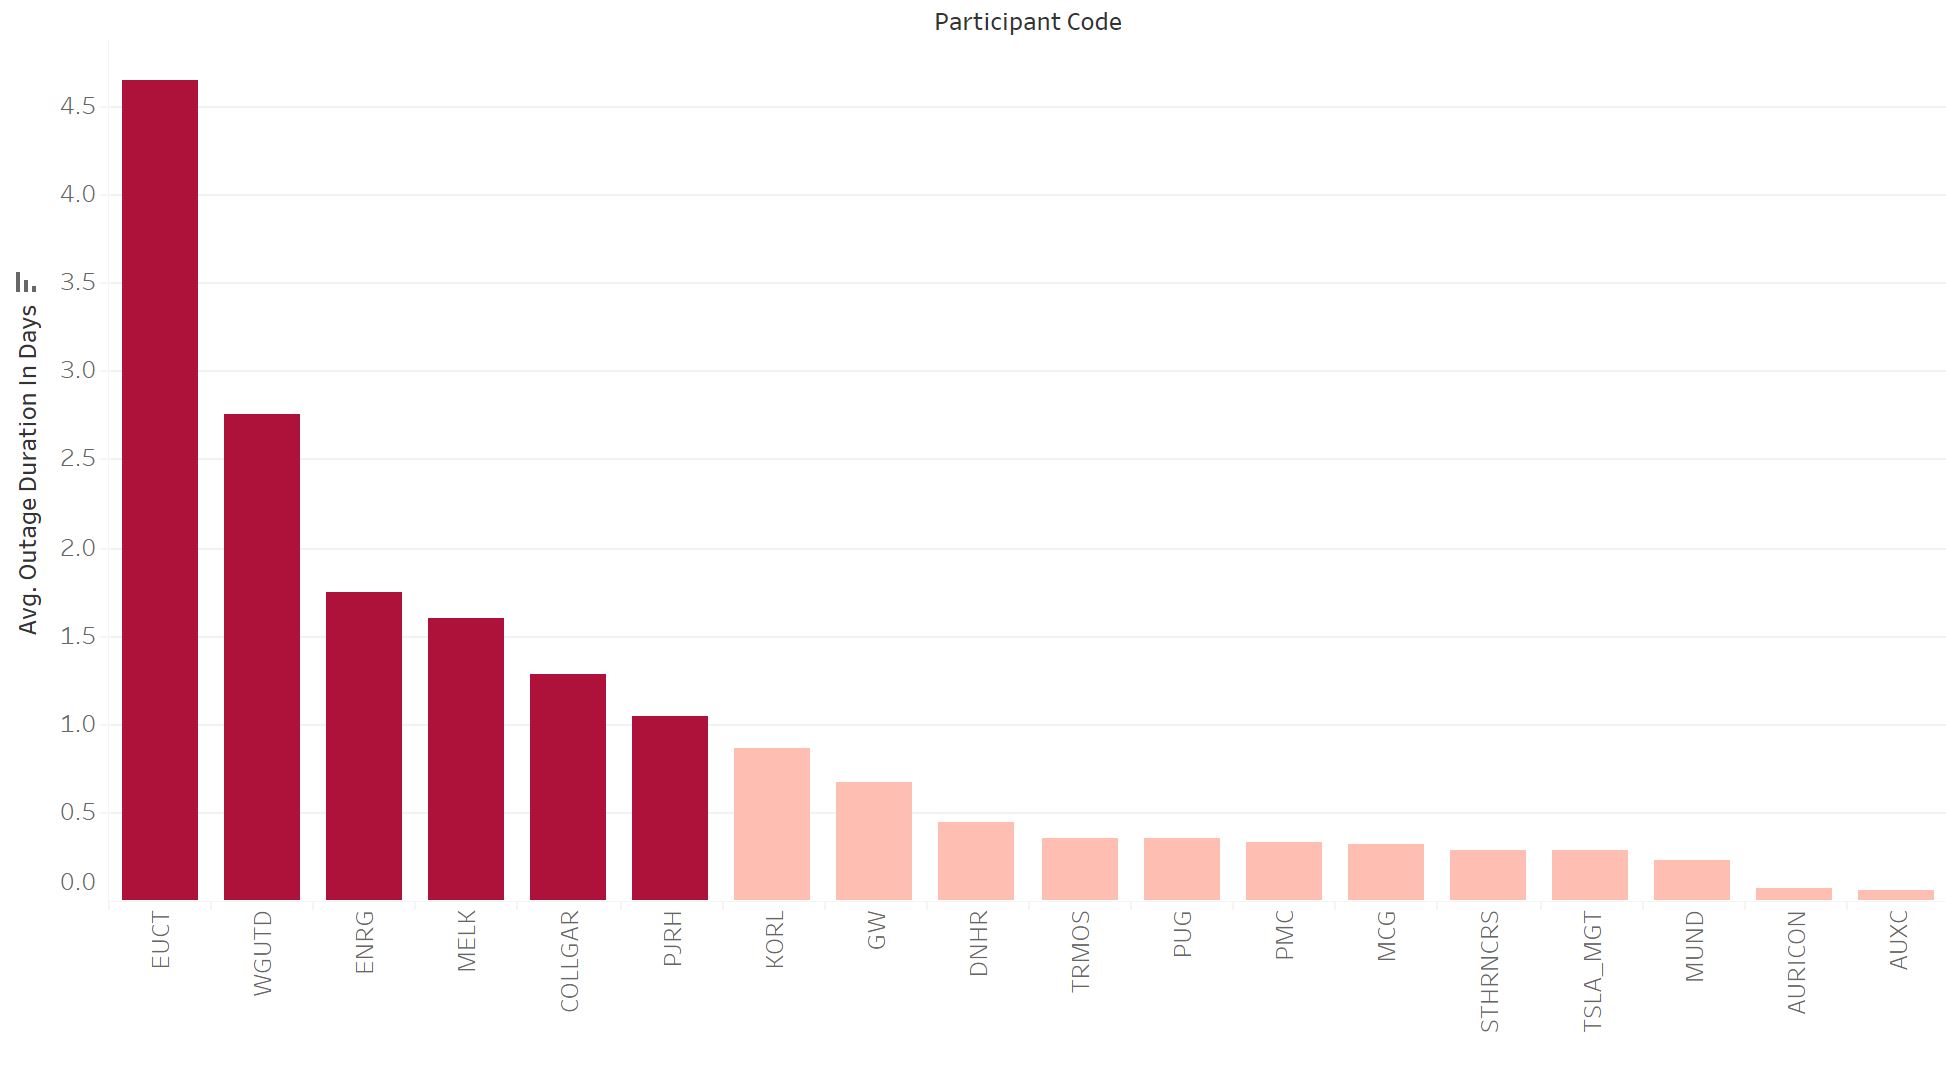 Participant Code
Avg. Outage Duration In Days
4.5
4.0
3.5
3.0
2.5
2.0
1.5
1.0
0.5
0.0
EUCT
WGUTD
ENRG
MELK
COLLGAR
PJRH
KORL
GW
DNHR
TRMOS
PUG
PMC
MCG
STHRNCRS
TSLA_MGT
MUND
AURICON
AUXC